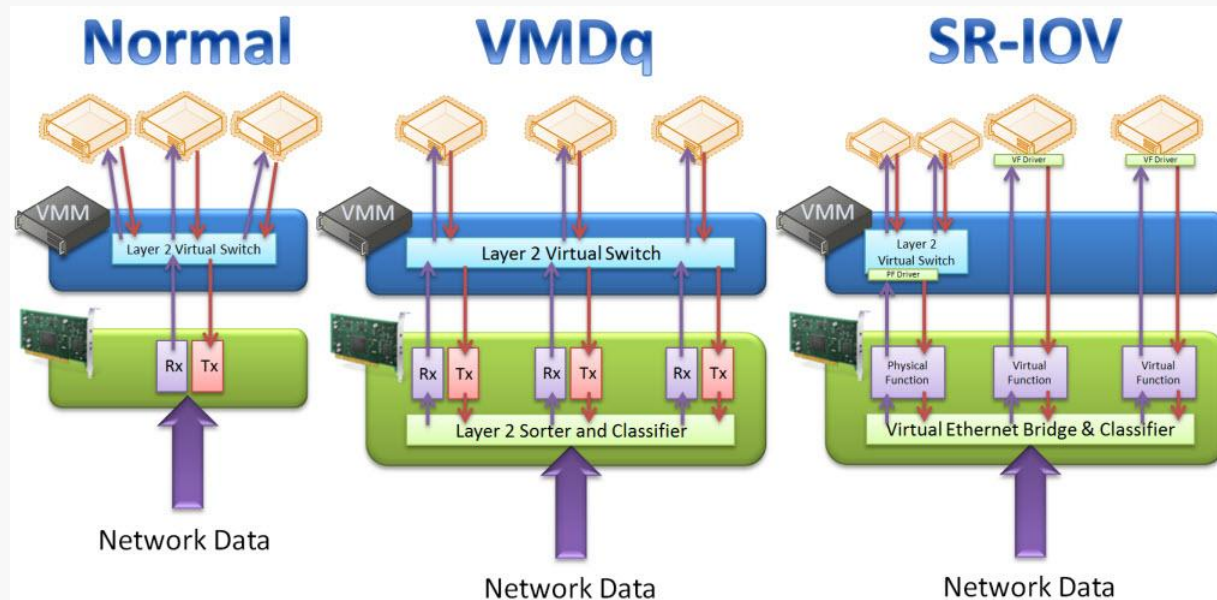 Normal
VMM
Layer 2 Virtual Switch
Rx
Tx
Network Data
VMDq
VMM
Layer 2 Virtual Switch
Rx
Tx
Rx
Tx
Rx
Tx
Layer 2 Sorter and Classifier
Network Data
SR-IOV
VF Driver
VF Driver
VMM
Layer 2
Virtual Switch
PF Driver
Physical
Function
Virtual
Function
Virtual
Function
Virtual Ethernet Bridge & Classifier
Network Data